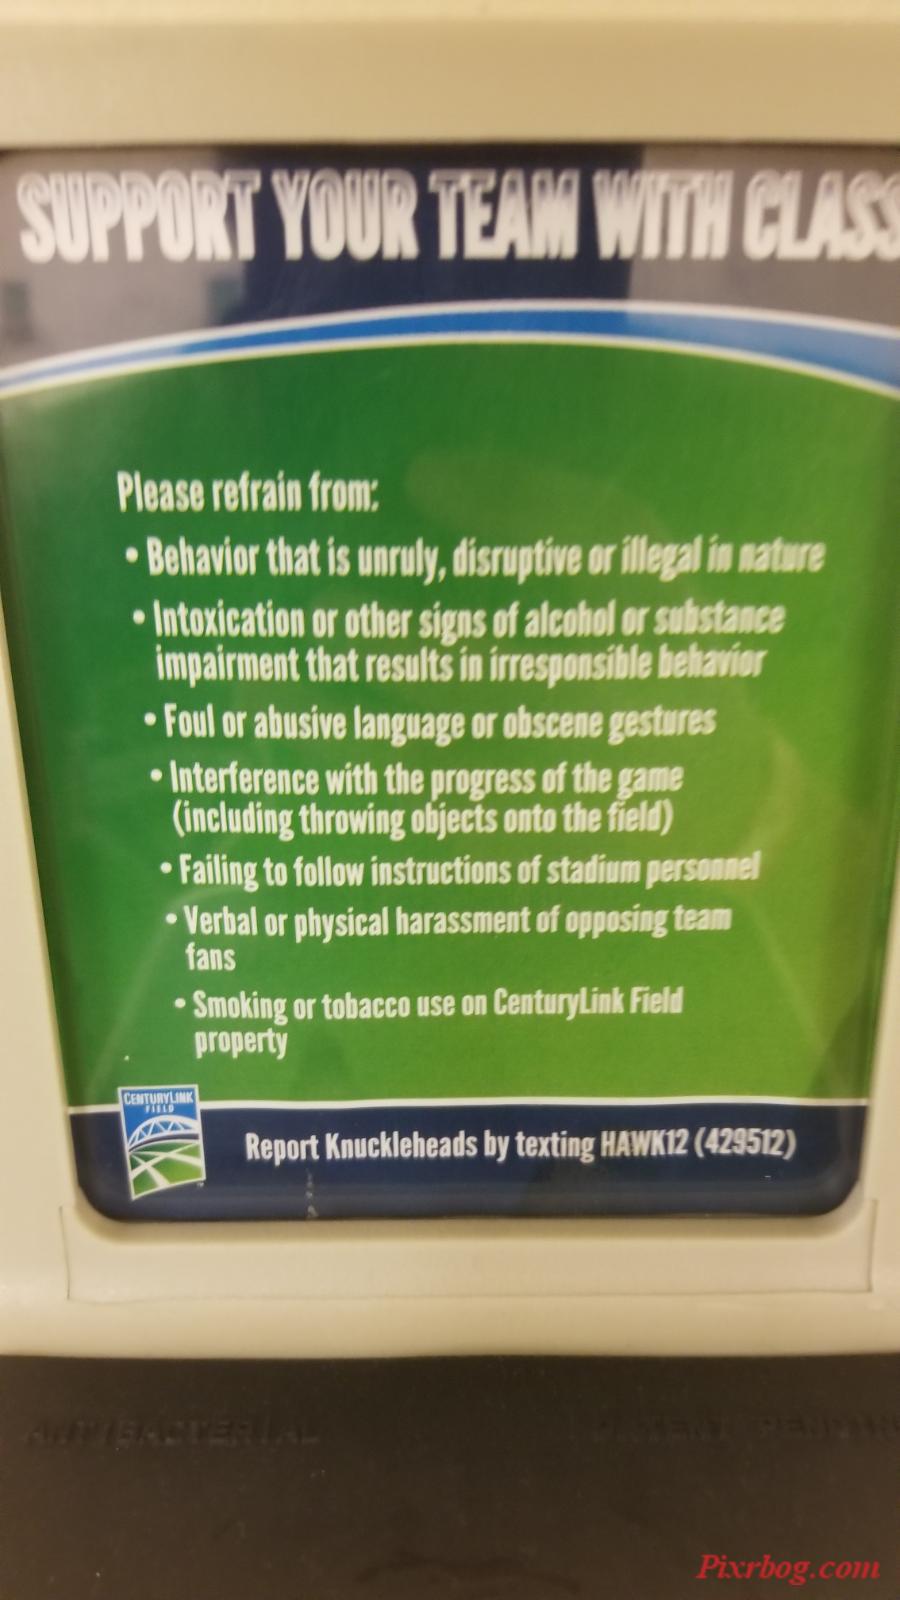 SUPPORT YOUR TEAM WITH CLASS
Please refrain from:
• Behavior that is unruly, disruptive or illegal in nature
• Intoxication or other signs of alcohol or substance
impairment that results in irresponsible behavior
• Foul or abusive language or obscene gestures
• Interference with the progress of the game
(including throwing objects onto the field)
• Failing to follow instructions of stadium personnel
• Verbal or physical harassment of opposing team
fans
• Smoking or tobacco use on CenturyLink Field
property
CENTURYLINK
FIELD
Report Knuckleheads by texting HAWK12 (429512)
ANTIBACTERIAL PATENT PENDING
Pixrbog.com